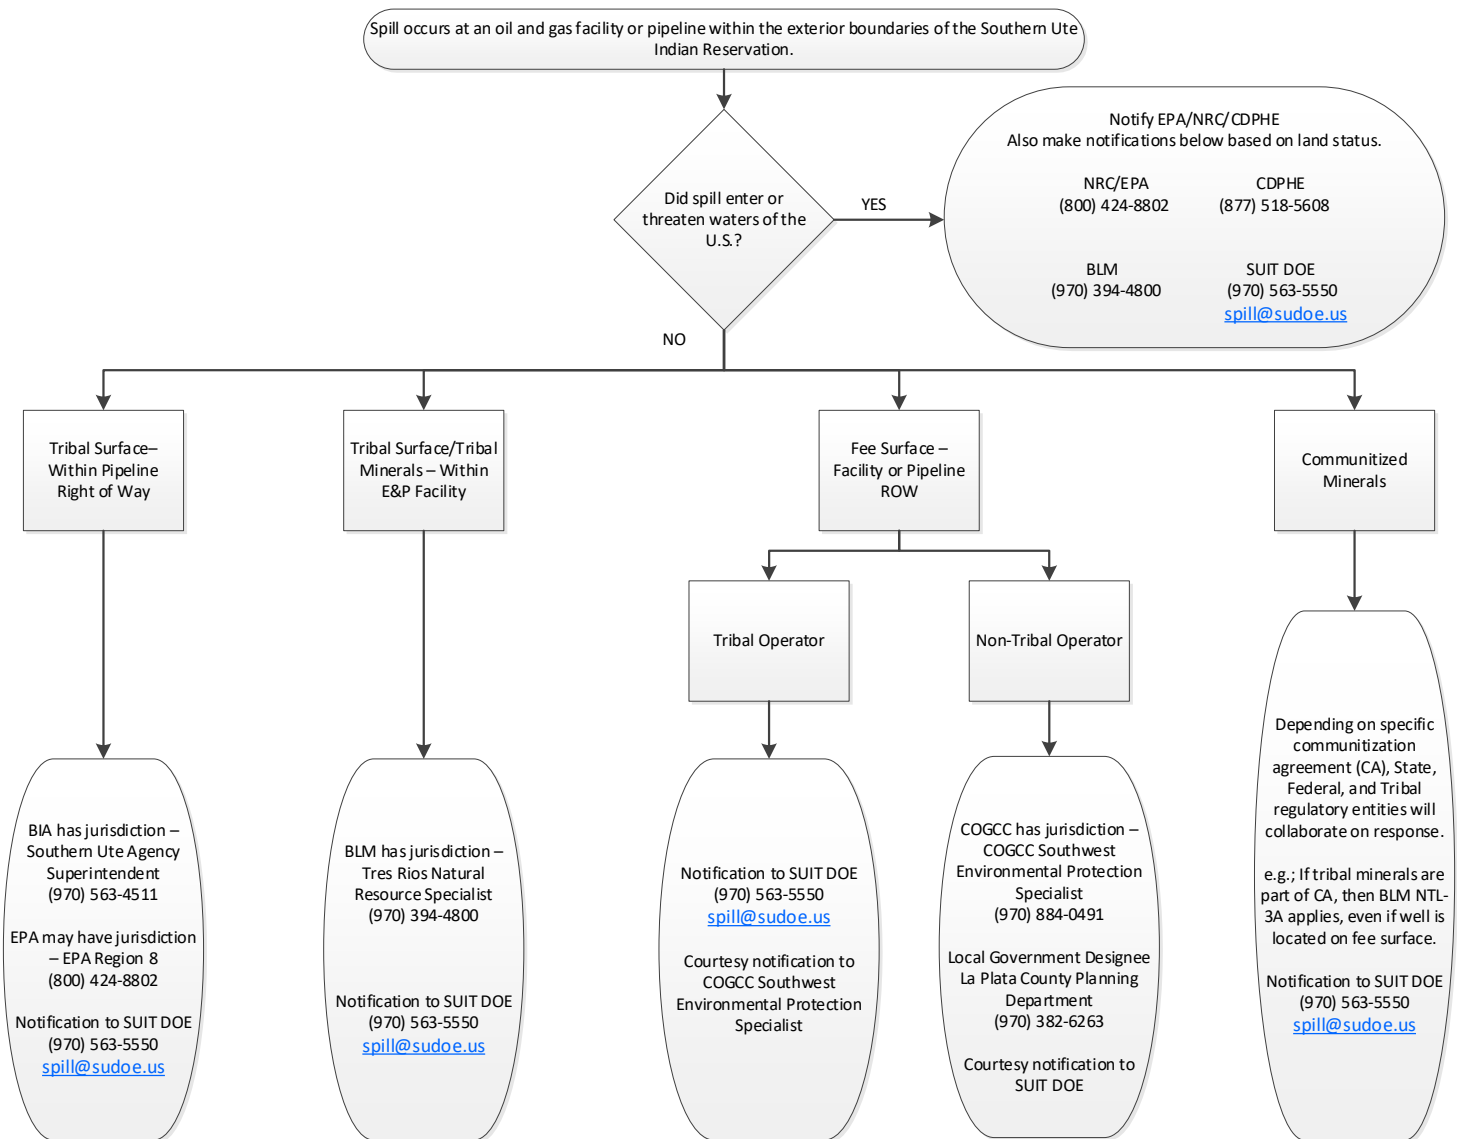 Spill occurs at an oil and gas facility or pipeline within the exterior boundaries of the Southern Ute
Indian Reservation.
Did spill enter or
threaten waters of the
U.S.?
YES
NO
Notify EPA/NRC/CDPHE
Also make notifications below based on land status.
NRC/EPA
(800) 424-8802
CDPHE
(877) 518-5608
BLM
(970) 394-4800
SUIT DOE
(970) 563-5550
spill@sudoe.us
Tribal Surface–
Within Pipeline
Right of Way
Tribal Surface/Tribal
Minerals – Within
E&P Facility
Fee Surface –
Facility or Pipeline
ROW
Communitized
Minerals
Tribal Operator
Non-Tribal Operator
BIA has jurisdiction –
Southern Ute Agency
Superintendent
(970) 563-4511
EPA may have jurisdiction
– EPA Region 8
(800) 424-8802
Notification to SUIT DOE
(970) 563-5550
spill@sudoe.us
BLM has jurisdiction –
Tres Rios Natural
Resource Specialist
(970) 394-4800
Notification to SUIT DOE
(970) 563-5550
spill@sudoe.us
Notification to SUIT DOE
(970) 563-5550
spill@sudoe.us
Courtesy notification to
COGCC Southwest
Environmental Protection
Specialist
COGCC has jurisdiction –
COGCC Southwest
Environmental Protection
Specialist
(970) 884-0491
Local Government Designee
La Plata County Planning
Department
(970) 382-6263
Courtesy notification to
SUIT DOE
Depending on specific
communitization
agreement (CA), State,
Federal, and Tribal
regulatory entities will
collaborate on response.
e.g.; If tribal minerals are
part of CA, then BLM NTL-
3A applies, even if well is
located on fee surface.
Notification to SUIT DOE
(970) 563-5550
spill@sudoe.us